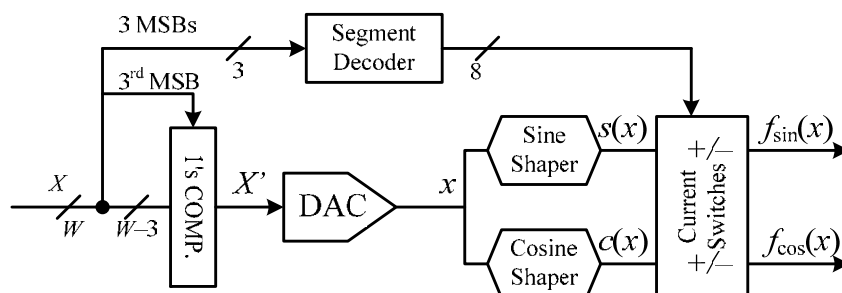 3 MSBs
3
Segment
Decoder
8
3rd MSB
X
W
W–3
1's COMP.
X'
DAC
x
Sine
Shaper
s(x)
Cosine
Shaper
c(x)
+/–
Current
Switches
+/–
fsin(x)
fcos(x)